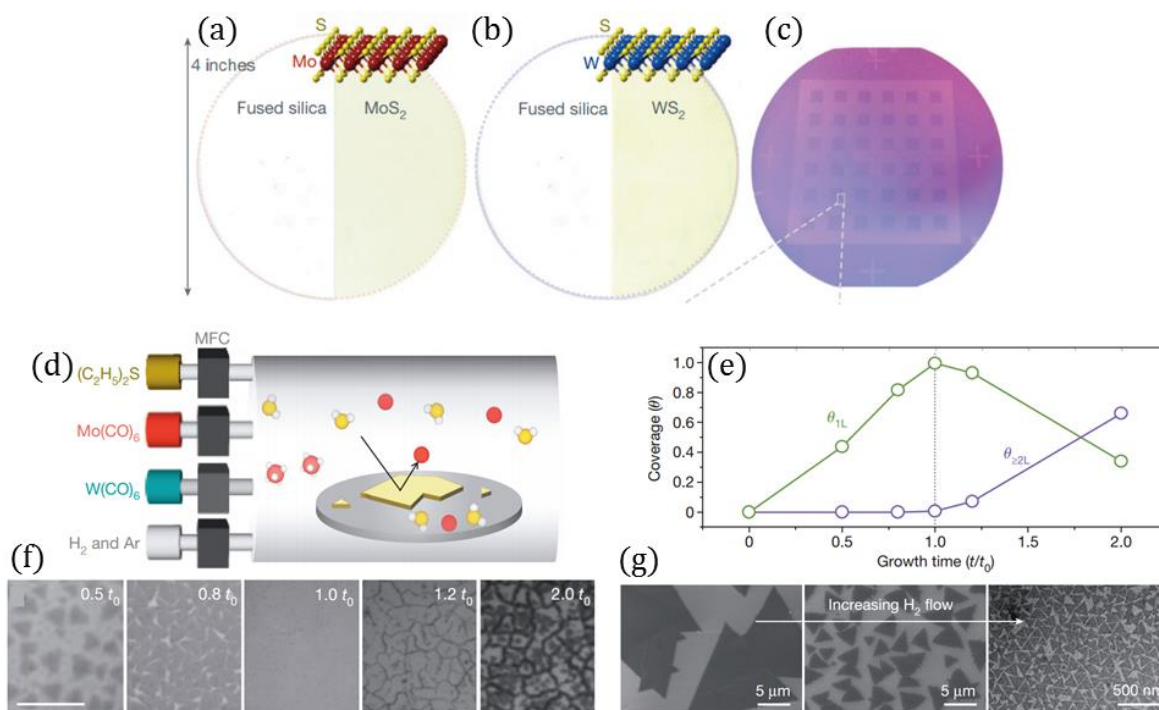 (a)
S
Mo
4 inches
Fused silica
MoS₂
(b)
S
W
Fused silica
WS₂
(c)
(d)
MFC
(C₂H₅)₂S
Mo(CO)₆
W(CO)₆
H₂ and Ar
(e)
Coverage (θ)
1.0
0.8
0.6
0.4
0.2
0
θ1L
θ≥2L
0
0.5
1.0
1.5
2.0
Growth time (t/t₀)
(f)
0.5 t₀
0.8 t₀
1.0 t₀
1.2 t₀
2.0 t₀
(g)
Increasing H₂ flow
5 μm
5 μm
500 nm